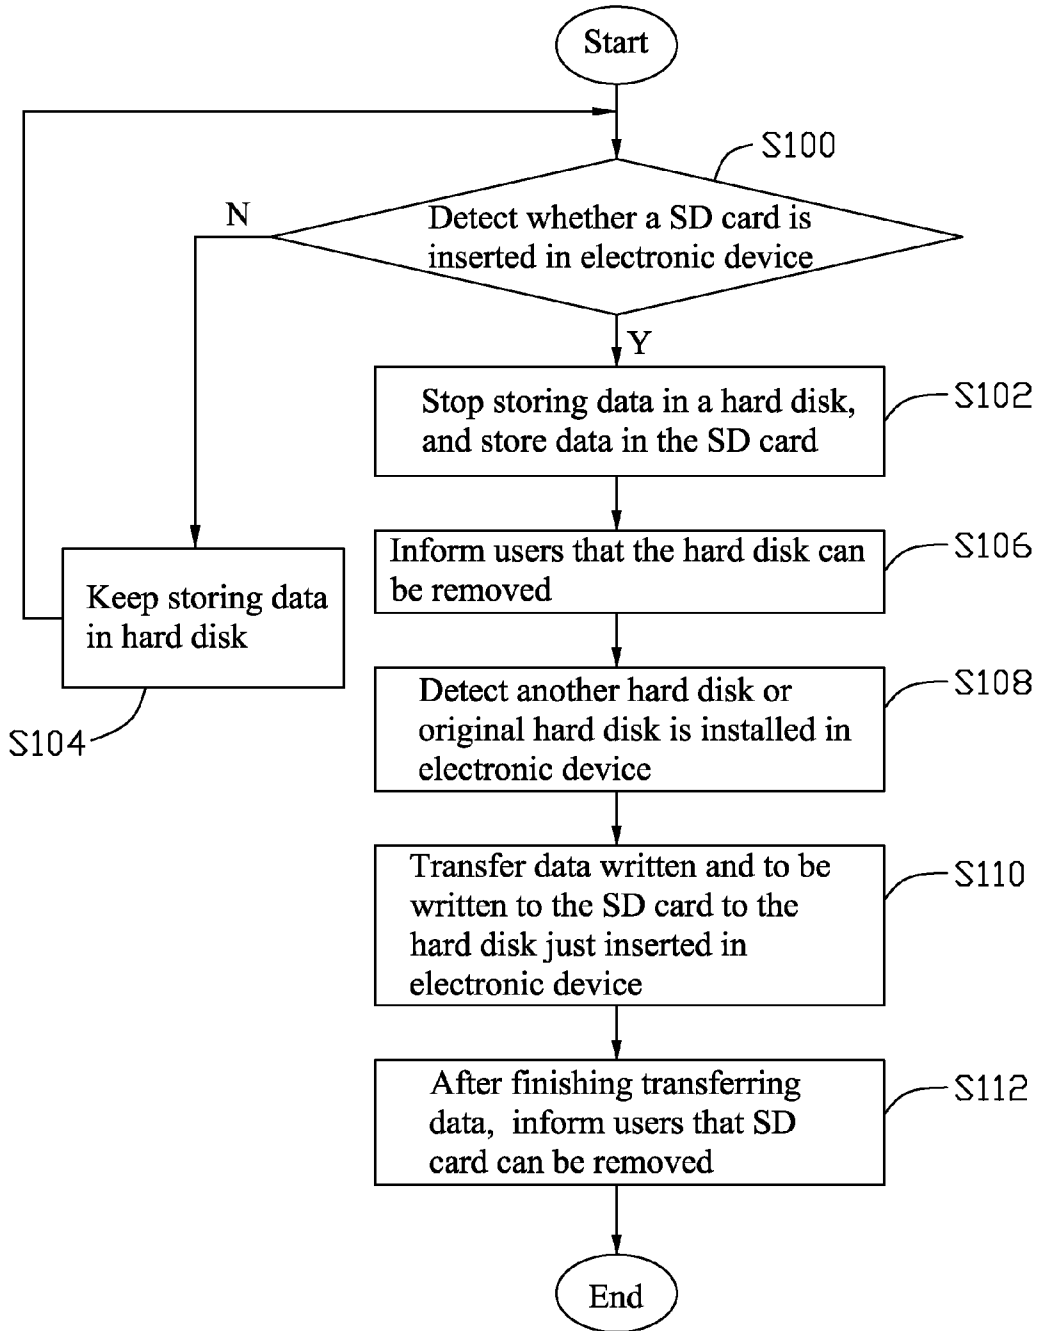 Start
S100
Detect whether a SD card is
inserted in electronic device
N
Y
Stop storing data in a hard disk,
and store data in the SD card
S102
Inform users that the hard disk can
be removed
S106
Keep storing data
in hard disk
S104
Detect another hard disk or
original hard disk is installed in
electronic device
S108
Transfer data written and to be
written to the SD card to the
hard disk just inserted in
electronic device
S110
After finishing transferring
data, inform users that SD
card can be removed
S112
End